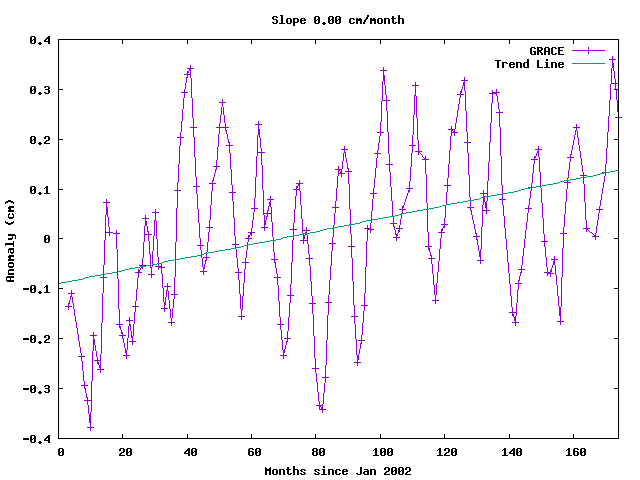 Slope 0.00 cm/month
GRACE
Trend Line
0.4
0.3
0.2
0.1
0
-0.1
-0.2
-0.3
-0.4
Anomaly (cm)
0 20 40 60 80 100 120 140 160
Months since Jan 2002